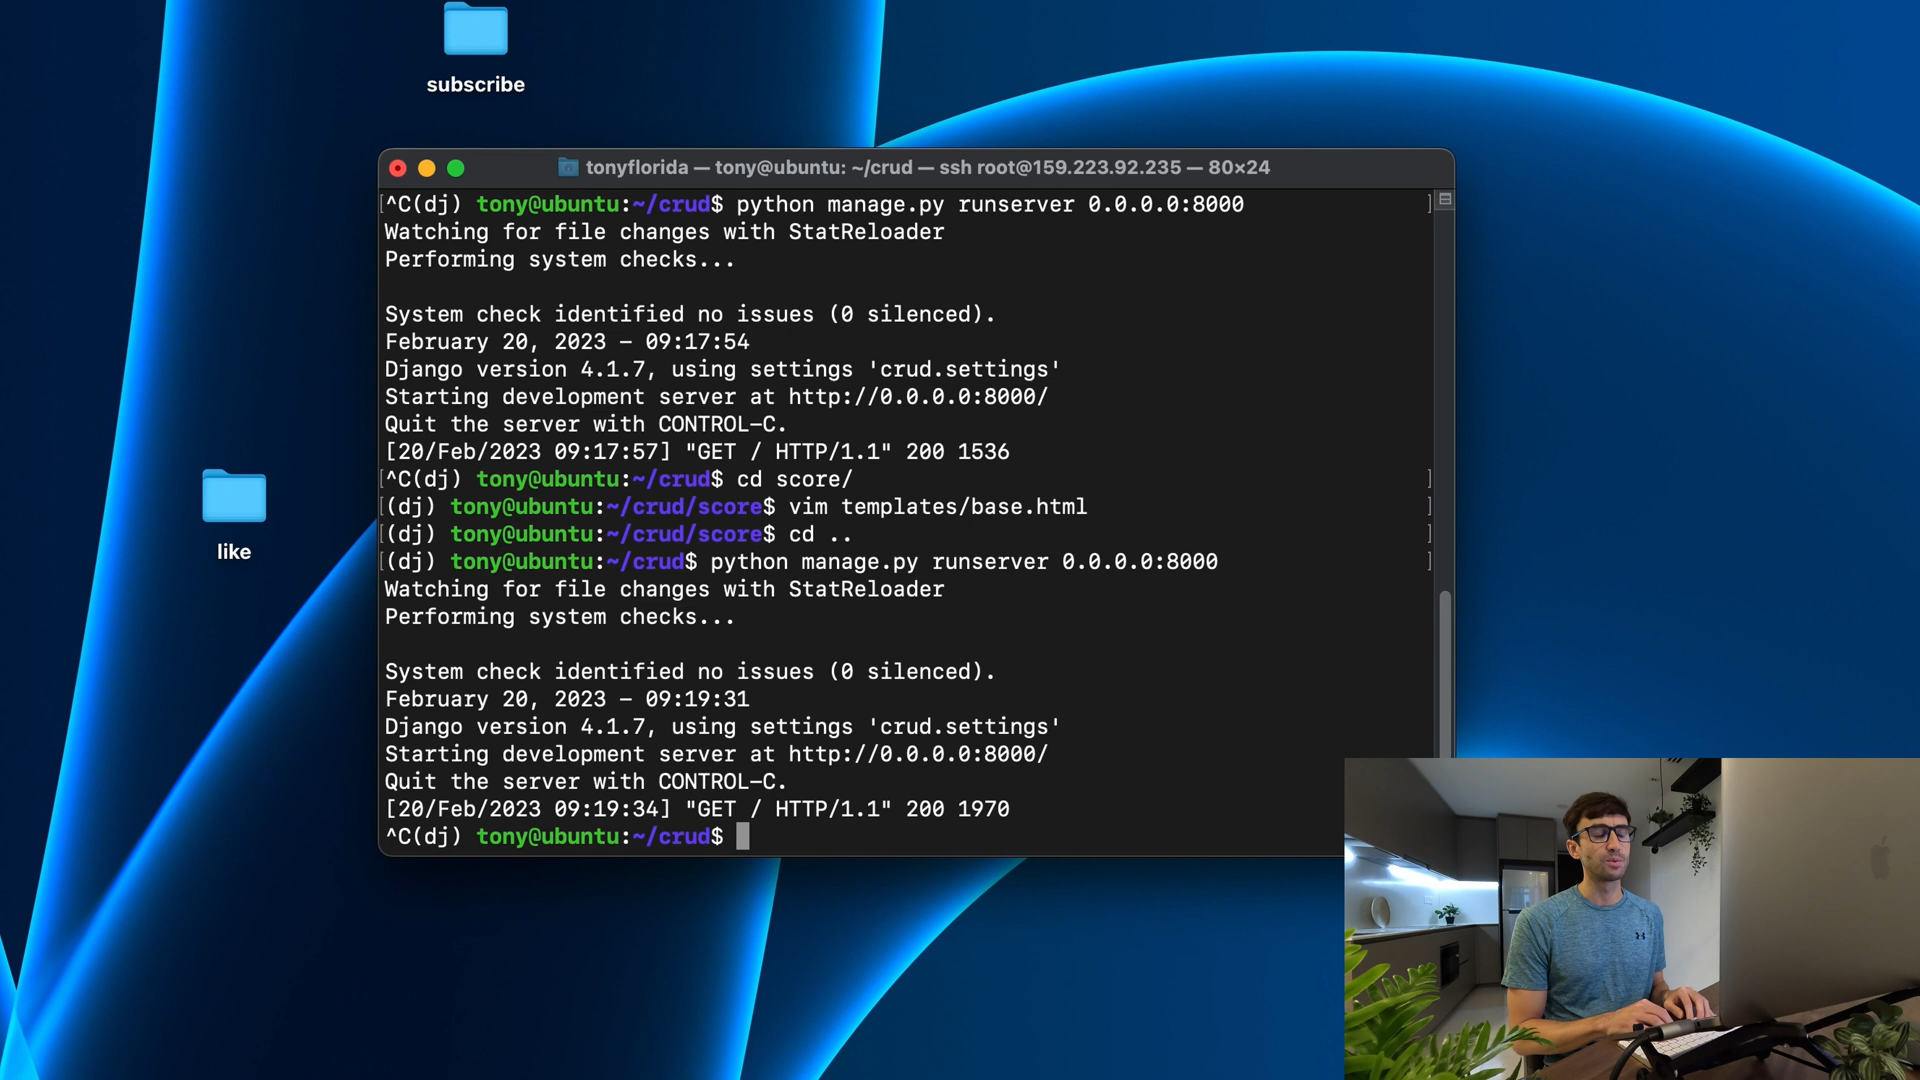 subscribe
like
tonyflorida — tony@ubuntu: ~/crud — ssh root@159.223.92.235 — 80×24
[^C(dj) tony@ubuntu:~/crud$ python manage.py runserver 0.0.0.0:8000 ]
Watching for file changes with StatReloader
Performing system checks...
System check identified no issues (0 silenced).
February 20, 2023 - 09:17:54
Django version 4.1.7, using settings 'crud.settings'
Starting development server at http://0.0.0.0:8000/
Quit the server with CONTROL-C.
[20/Feb/2023 09:17:57] "GET / HTTP/1.1" 200 1536
[^C(dj) tony@ubuntu:~/crud$ cd score/ ]
[(dj) tony@ubuntu:~/crud/score$ vim templates/base.html ]
[(dj) tony@ubuntu:~/crud/score$ cd .. ]
[(dj) tony@ubuntu:~/crud$ python manage.py runserver 0.0.0.0:8000 ]
Watching for file changes with StatReloader
Performing system checks...
System check identified no issues (0 silenced).
February 20, 2023 - 09:19:31
Django version 4.1.7, using settings 'crud.settings'
Starting development server at http://0.0.0.0:8000/
Quit the server with CONTROL-C.
[20/Feb/2023 09:19:34] "GET / HTTP/1.1" 200 1970
^C(dj) tony@ubuntu:~/crud$